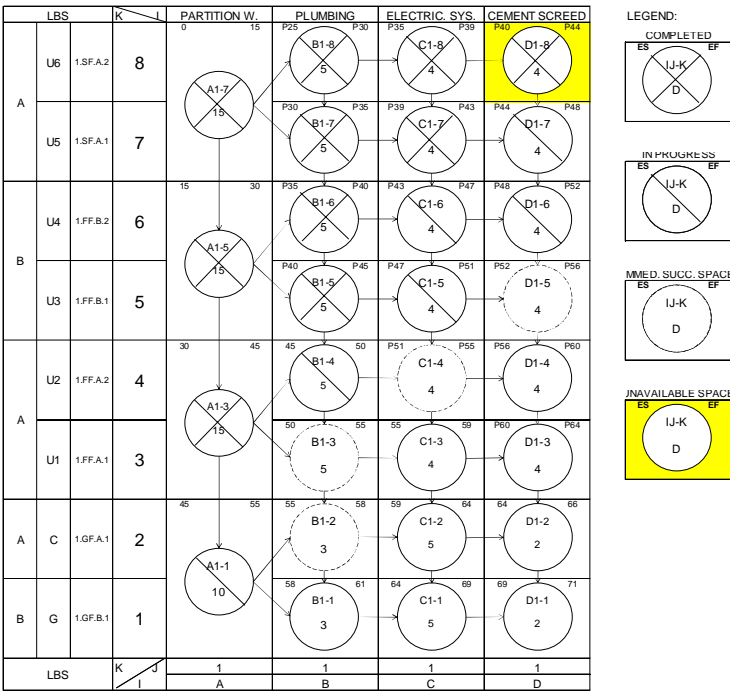 LBS K J PARTITION W. PLUMBING ELECTRIC. SYS. CEMENT SCREED
0 15 P25 P30 P35 P39 P40 P44
A U6 1.SF.A.2 8 A1-7 15 B1-8 5 C1-8 4 D1-8 4
P30 P35 P39 P43 P44 P48
U5 1.SF.A.1 7 B1-7 5 C1-7 4 D1-7 4
15 30 P35 P40 P43 P47 P48 P52
B U4 1.FF.B.2 6 A1-5 15 B1-6 5 C1-6 4 D1-6 4
P40 P45 P47 P51 P52 P56
U3 1.FF.B.1 5 B1-5 5 C1-5 4 D1-5 4
30 45 45 50 P51 P55 P56 P60
A U2 1.FF.A.2 4 A1-3 15 B1-4 5 C1-4 4 D1-4 4
50 55 55 59 P60 P64
U1 1.FF.A.1 3 B1-3 5 C1-3 4 D1-3 4
45 55 55 58 59 64 64 66
A C 1.GF.A.1 2 A1-1 10 B1-2 3 C1-2 5 D1-2 2
58 61 64 69 69 71
B G 1.GF.B.1 1 B1-1 3 C1-1 5 D1-1 2
LBS K J I 1 1 1 1
A B C D
LEGEND:
COMPLETED
ES EF
IJ-K
D
IN PROGRESS
ES EF
IJ-K
D
MMED. SUCC. SPACE
ES EF
IJ-K
D
UNAVAILABLE SPACE
ES EF
IJ-K
D